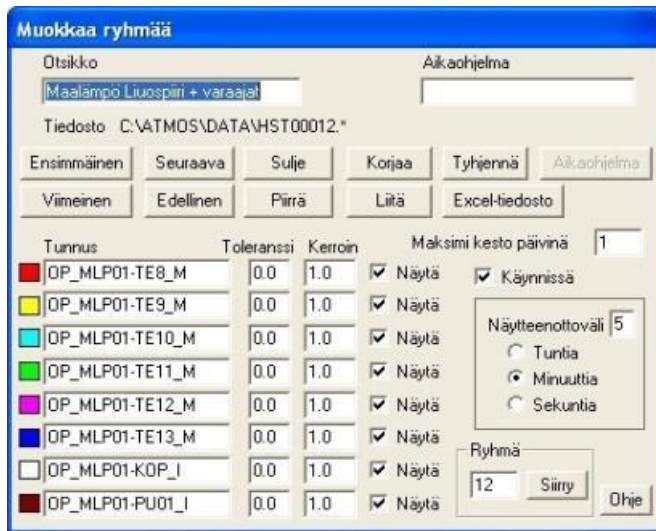 Muokkaa ryhmää
Otsikko Aikaohjelma
Maalämpö Liuospiiri + varaajat
Tiedosto C:\ATMOS\DATA\HST00012.*
Ensimmäinen Seuraava Sulje Korjaa Tyhjennä Aikaohjelma
Viimeinen Edellinen Piirrä Liitä Excel-tiedosto
Tunnus Toleranssi Kerroin Maksimi kesto päivinä 1
OP_MLP01-TE8_M 0.0 1.0 Näytä Käynnissä
OP_MLP01-TE9_M 0.0 1.0 Näytä
OP_MLP01-TE10_M 0.0 1.0 Näytä Näytteenottoväli 5
OP_MLP01-TE11_M 0.0 1.0 Näytä Tuntia
OP_MLP01-TE12_M 0.0 1.0 Näytä Minuuttia
OP_MLP01-TE13_M 0.0 1.0 Näytä Sekuntia
OP_MLP01-KOP_I 0.0 1.0 Näytä Ryhmä
OP_MLP01-PU01_I 0.0 1.0 Näytä 12 Siirry Ohje